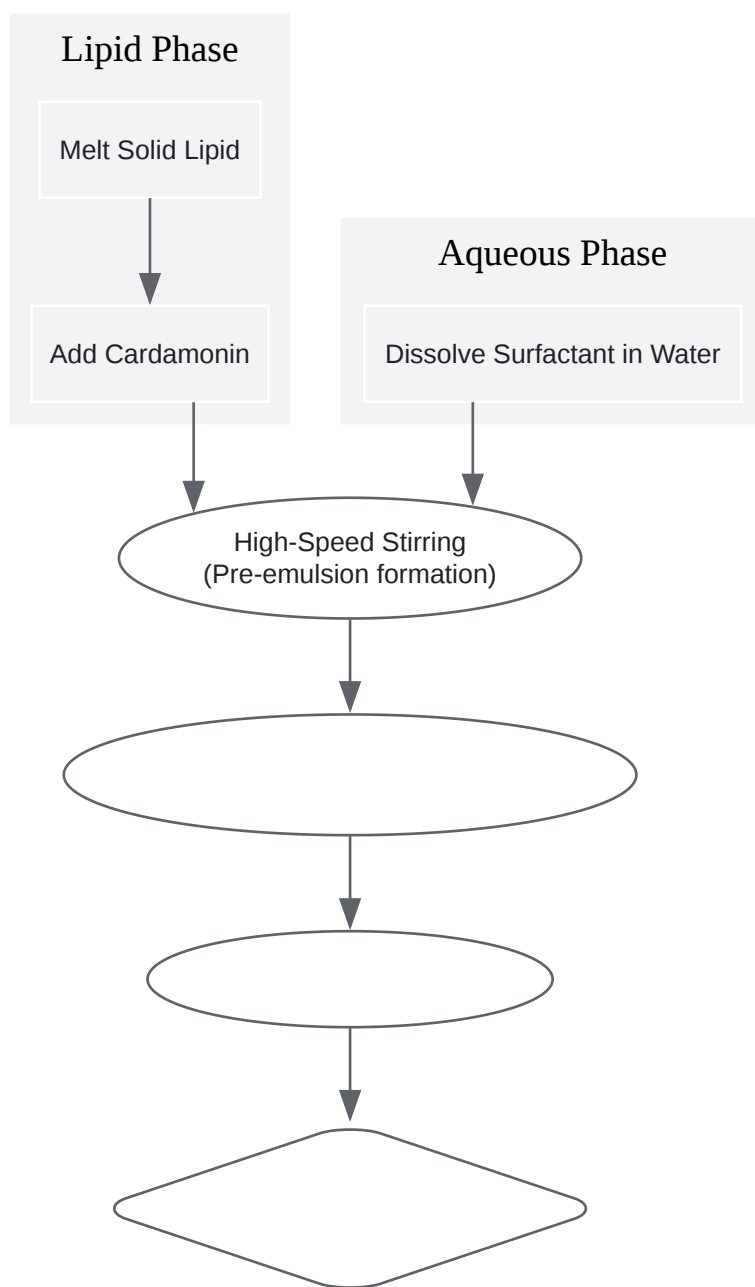 Lipid Phase
Melt Solid Lipid
Add Cardamonin
Aqueous Phase
Dissolve Surfactant in Water
High-Speed Stirring
(Pre-emulsion formation)